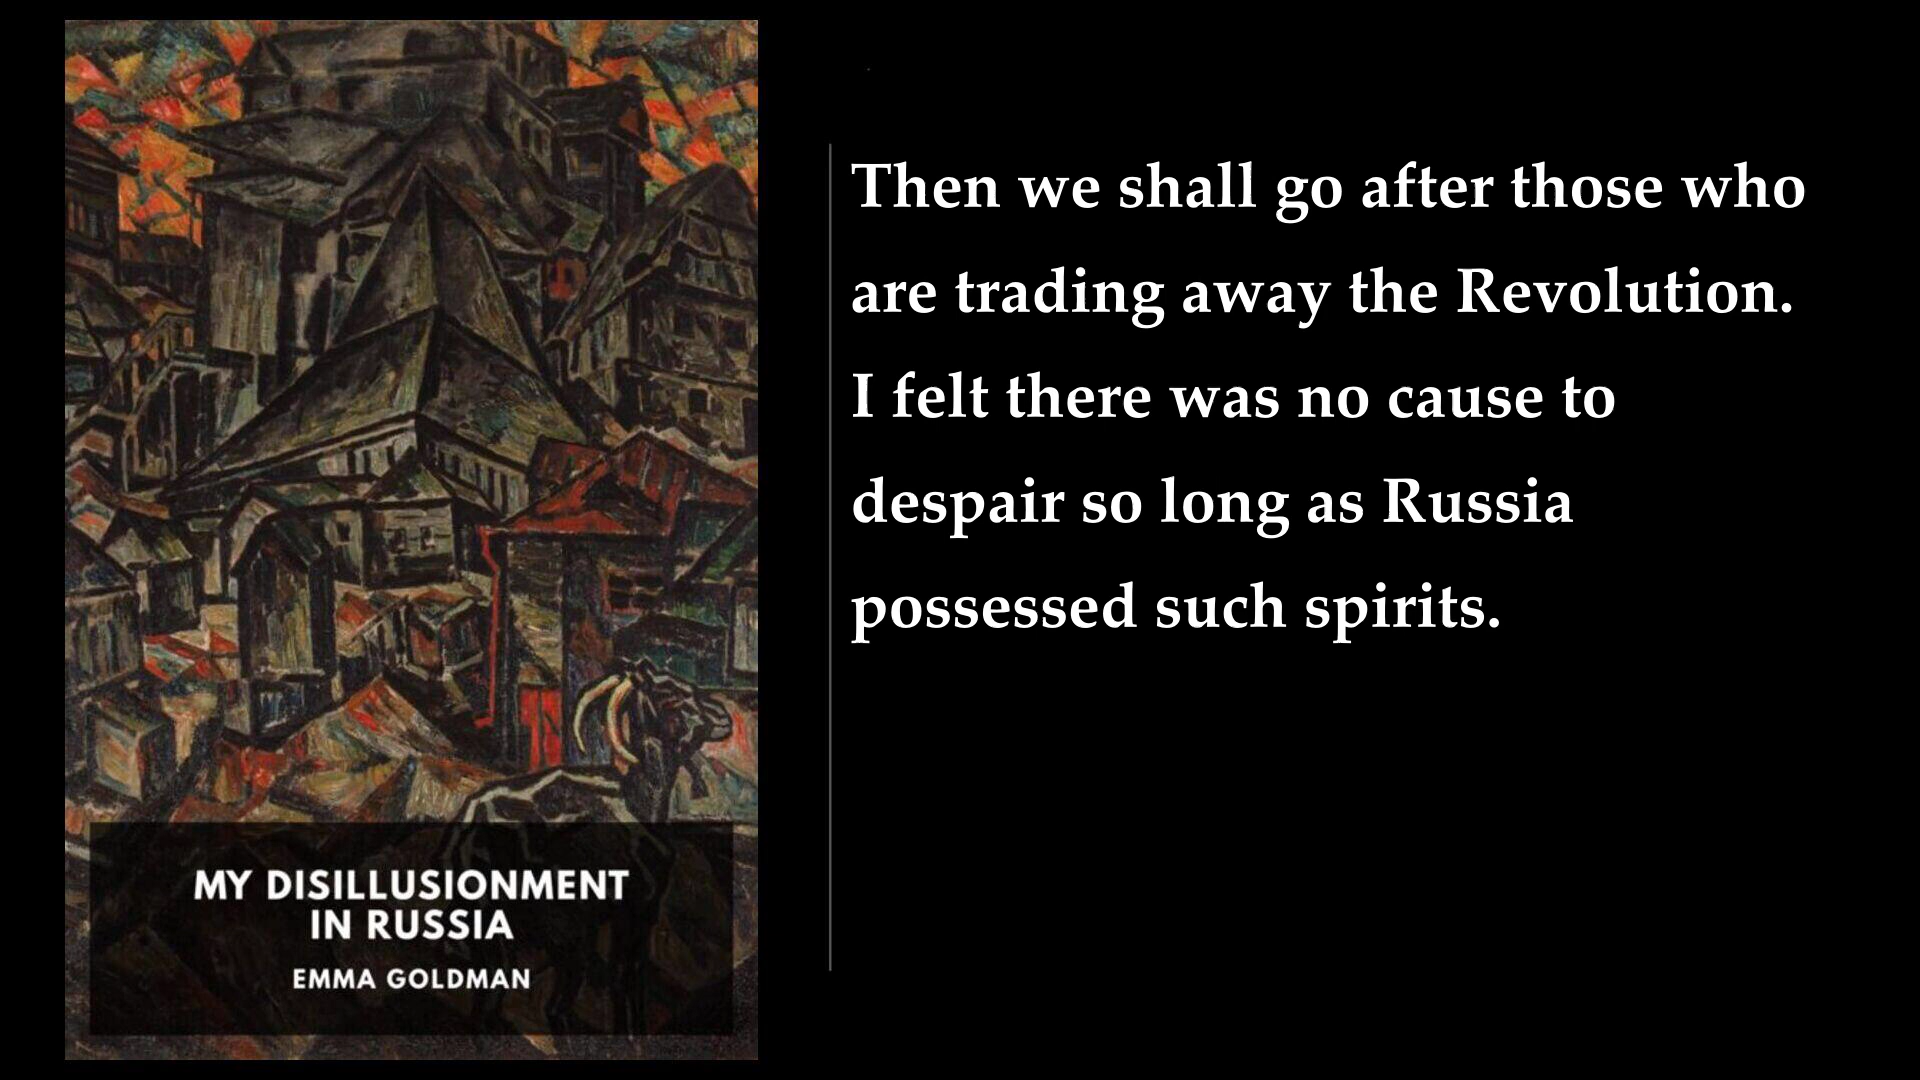 MY DISILLUSIONMENT
IN RUSSIA
EMMA GOLDMAN
Then we shall go after those who
are trading away the Revolution.
I felt there was no cause to
despair so long as Russia
possessed such spirits.